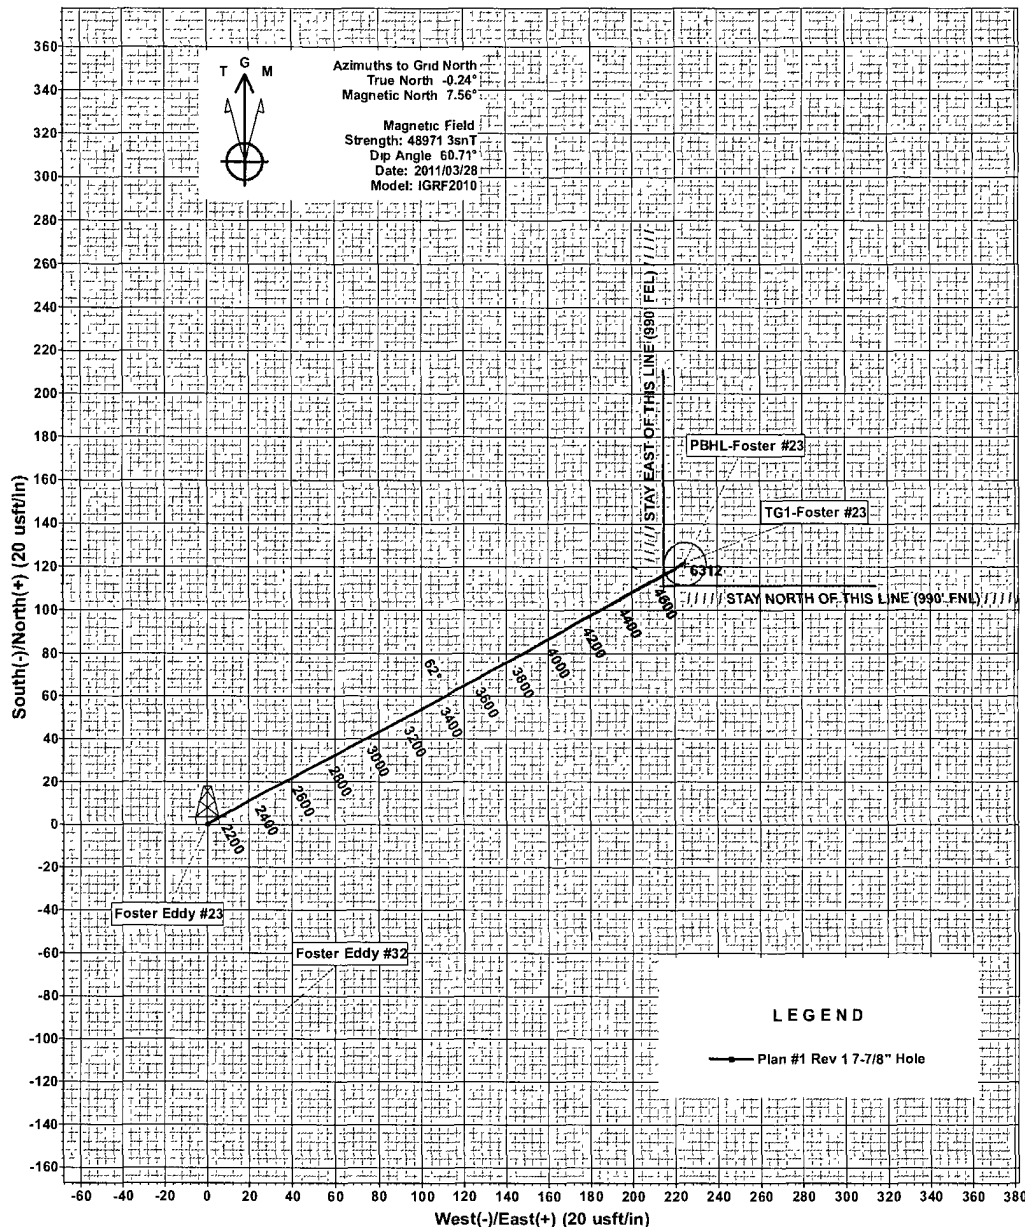 T G M
Azimuths to Grid North
True North -0.24°
Magnetic North 7.56°
Magnetic Field
Strength: 48971 3snT
Dip Angle 60.71°
Date: 2011/03/28
Model: IGRF2010
360
340
320
300
280
260
240
220
200
180
160
140
120
100
80
60
40
20
0
-20
-40
-60
-80
-100
-120
-140
-160
South(-)/North(+) (20 usft/in)
///// STAY EAST OF THIS LINE (990' FEL) /////
PBHL-Foster #23
TG1-Foster #23
6312
///// STAY NORTH OF THIS LINE (990' FNL) /////
4600
4400
4200
4000
3800
3600
3400
3200
3000
2800
2600
2400
2200
62°
Foster Eddy #23
Foster Eddy #32
LEGEND
Plan #1 Rev 1 7-7/8" Hole
-60 -40 -20 0 20 40 60 80 100 120 140 160 180 200 220 240 260 280 300 320 340 360 380
West(-)/East(+) (20 usft/in)